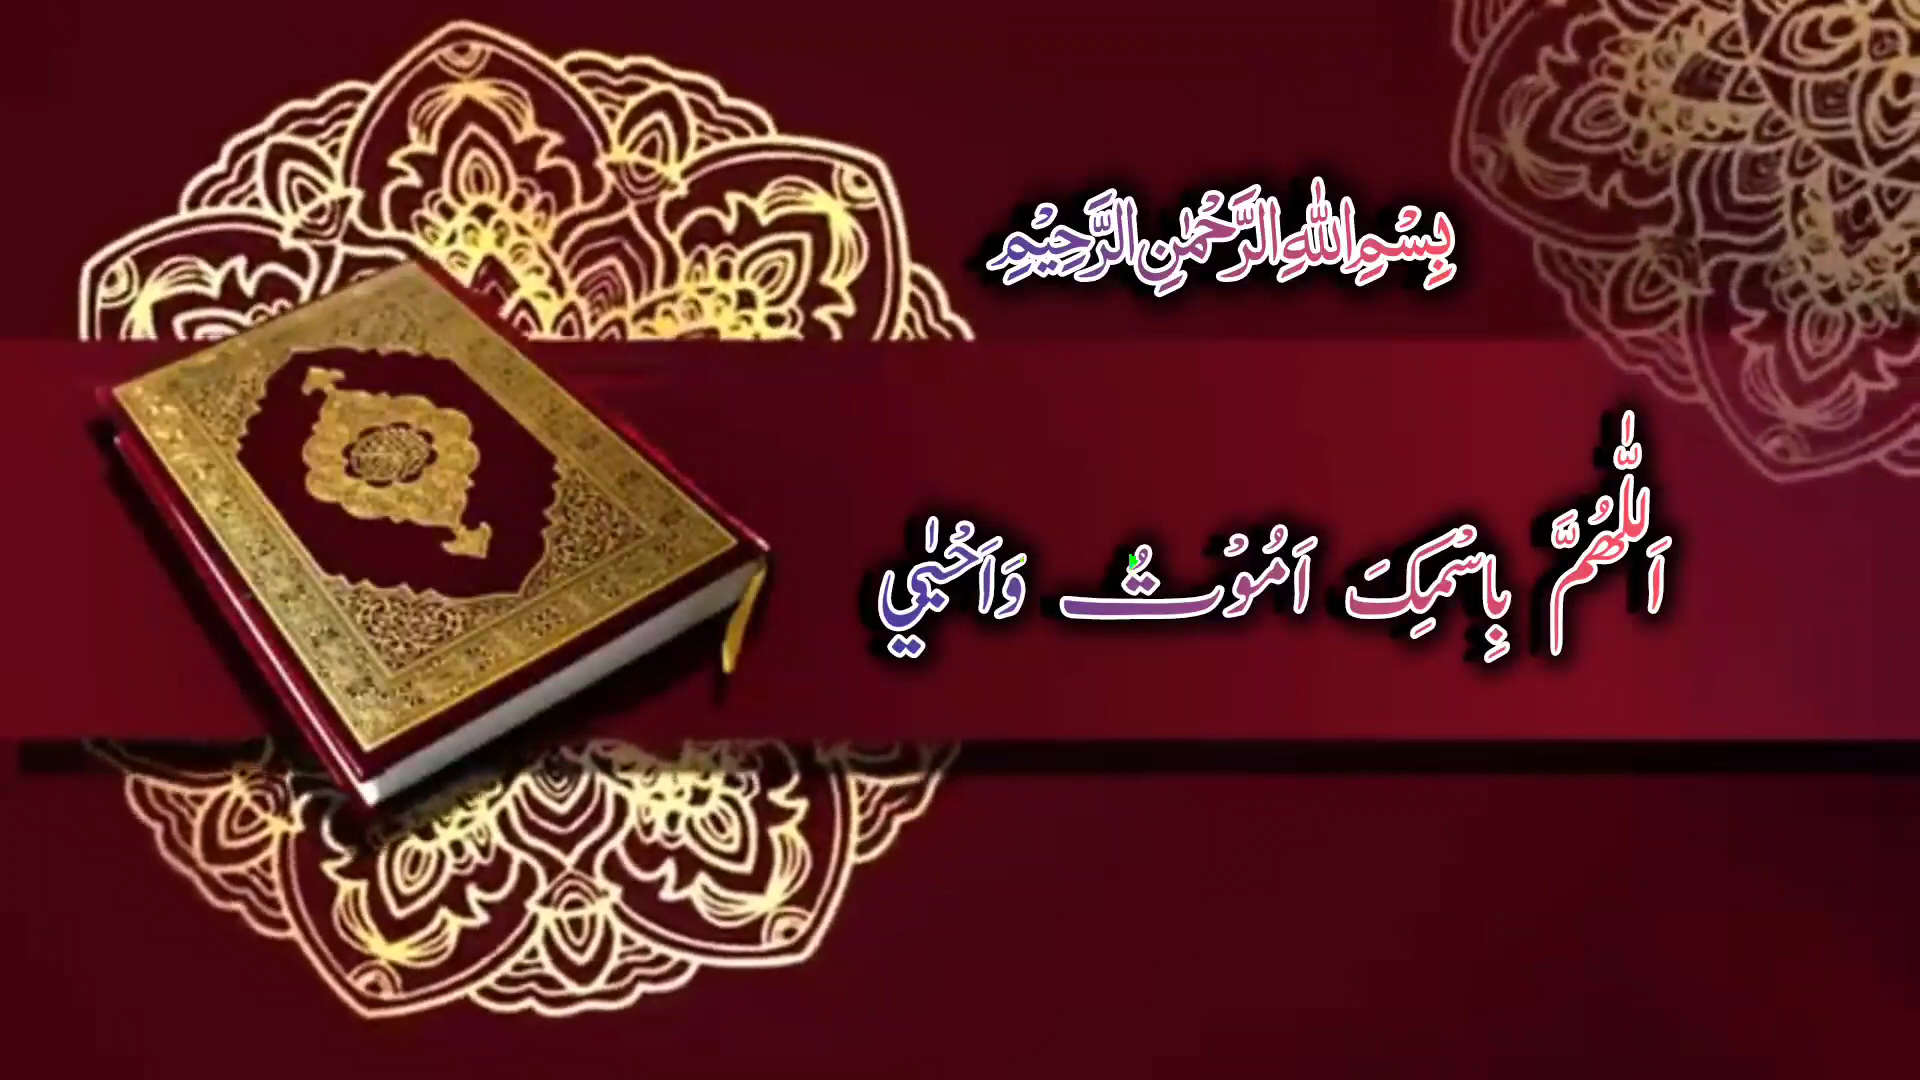 بِسْمِ اللّٰهِ الرَّحْمٰنِ الرَّحِيْمِ
اَللّٰهُمَّ بِاسْمِكَ اَمُوْتُ وَاَحْيٰي